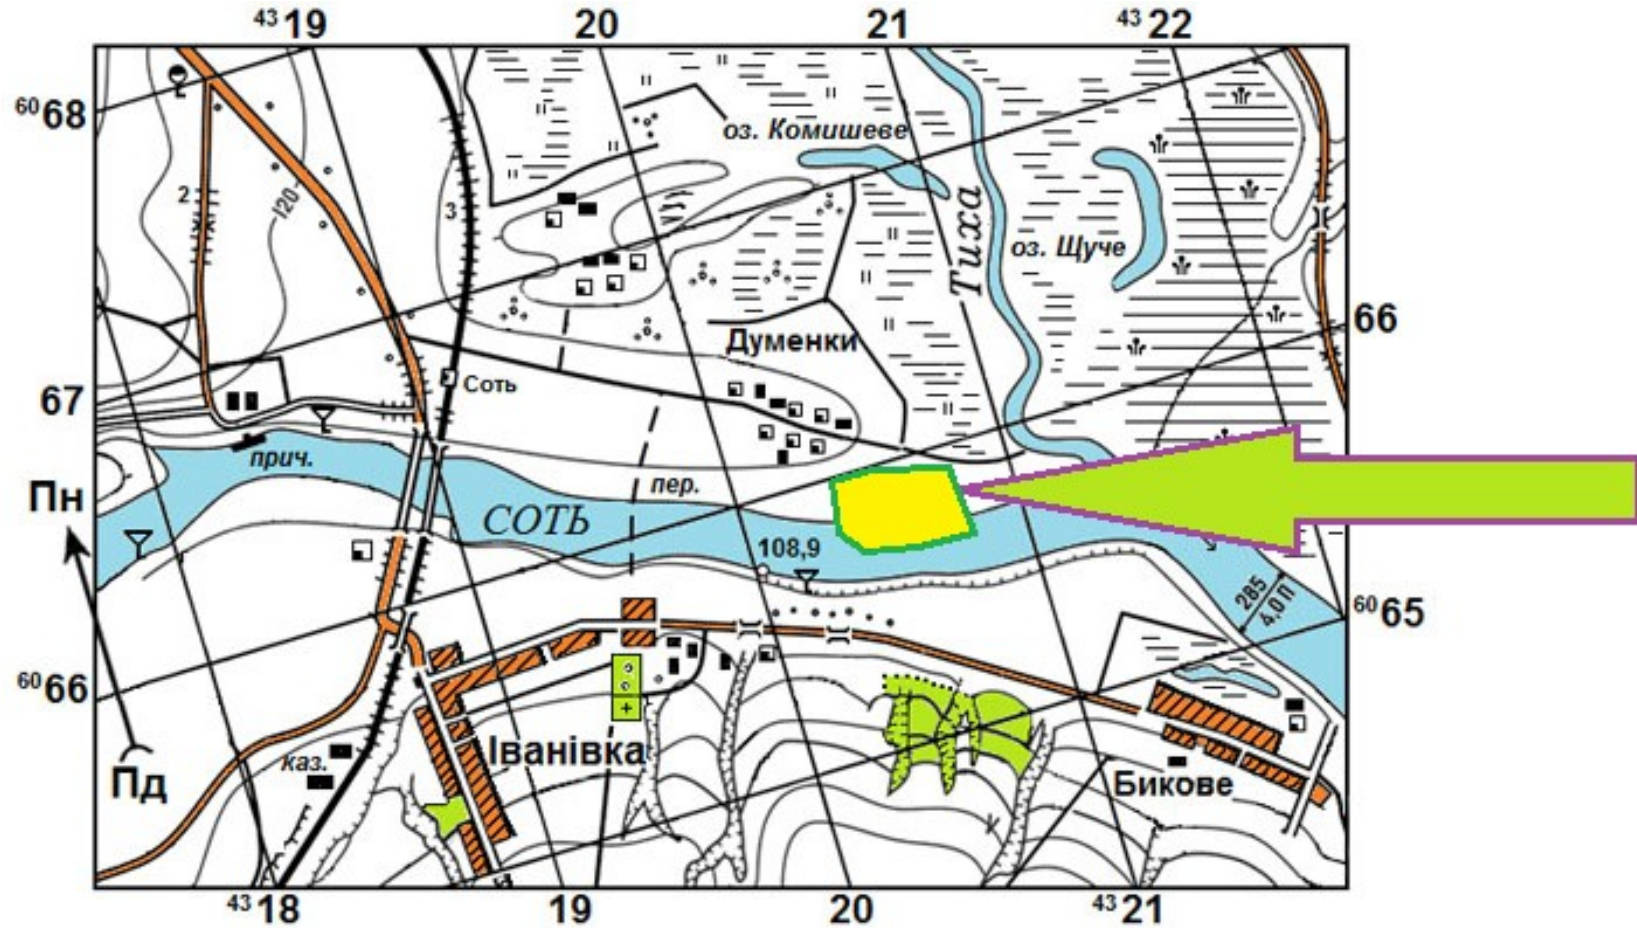 43 19
20
21
43 22
60 68
оз. Комишеве
2
120
3
Тиха
оз. Щуче
66
Думенки
Соть
67
прич.
Пн
пер.
СОТЬ
108,9
285
4,0 П
60 65
60 66
Іванівка
каз.
Пд
Бикове
43 18
19
20
43 21